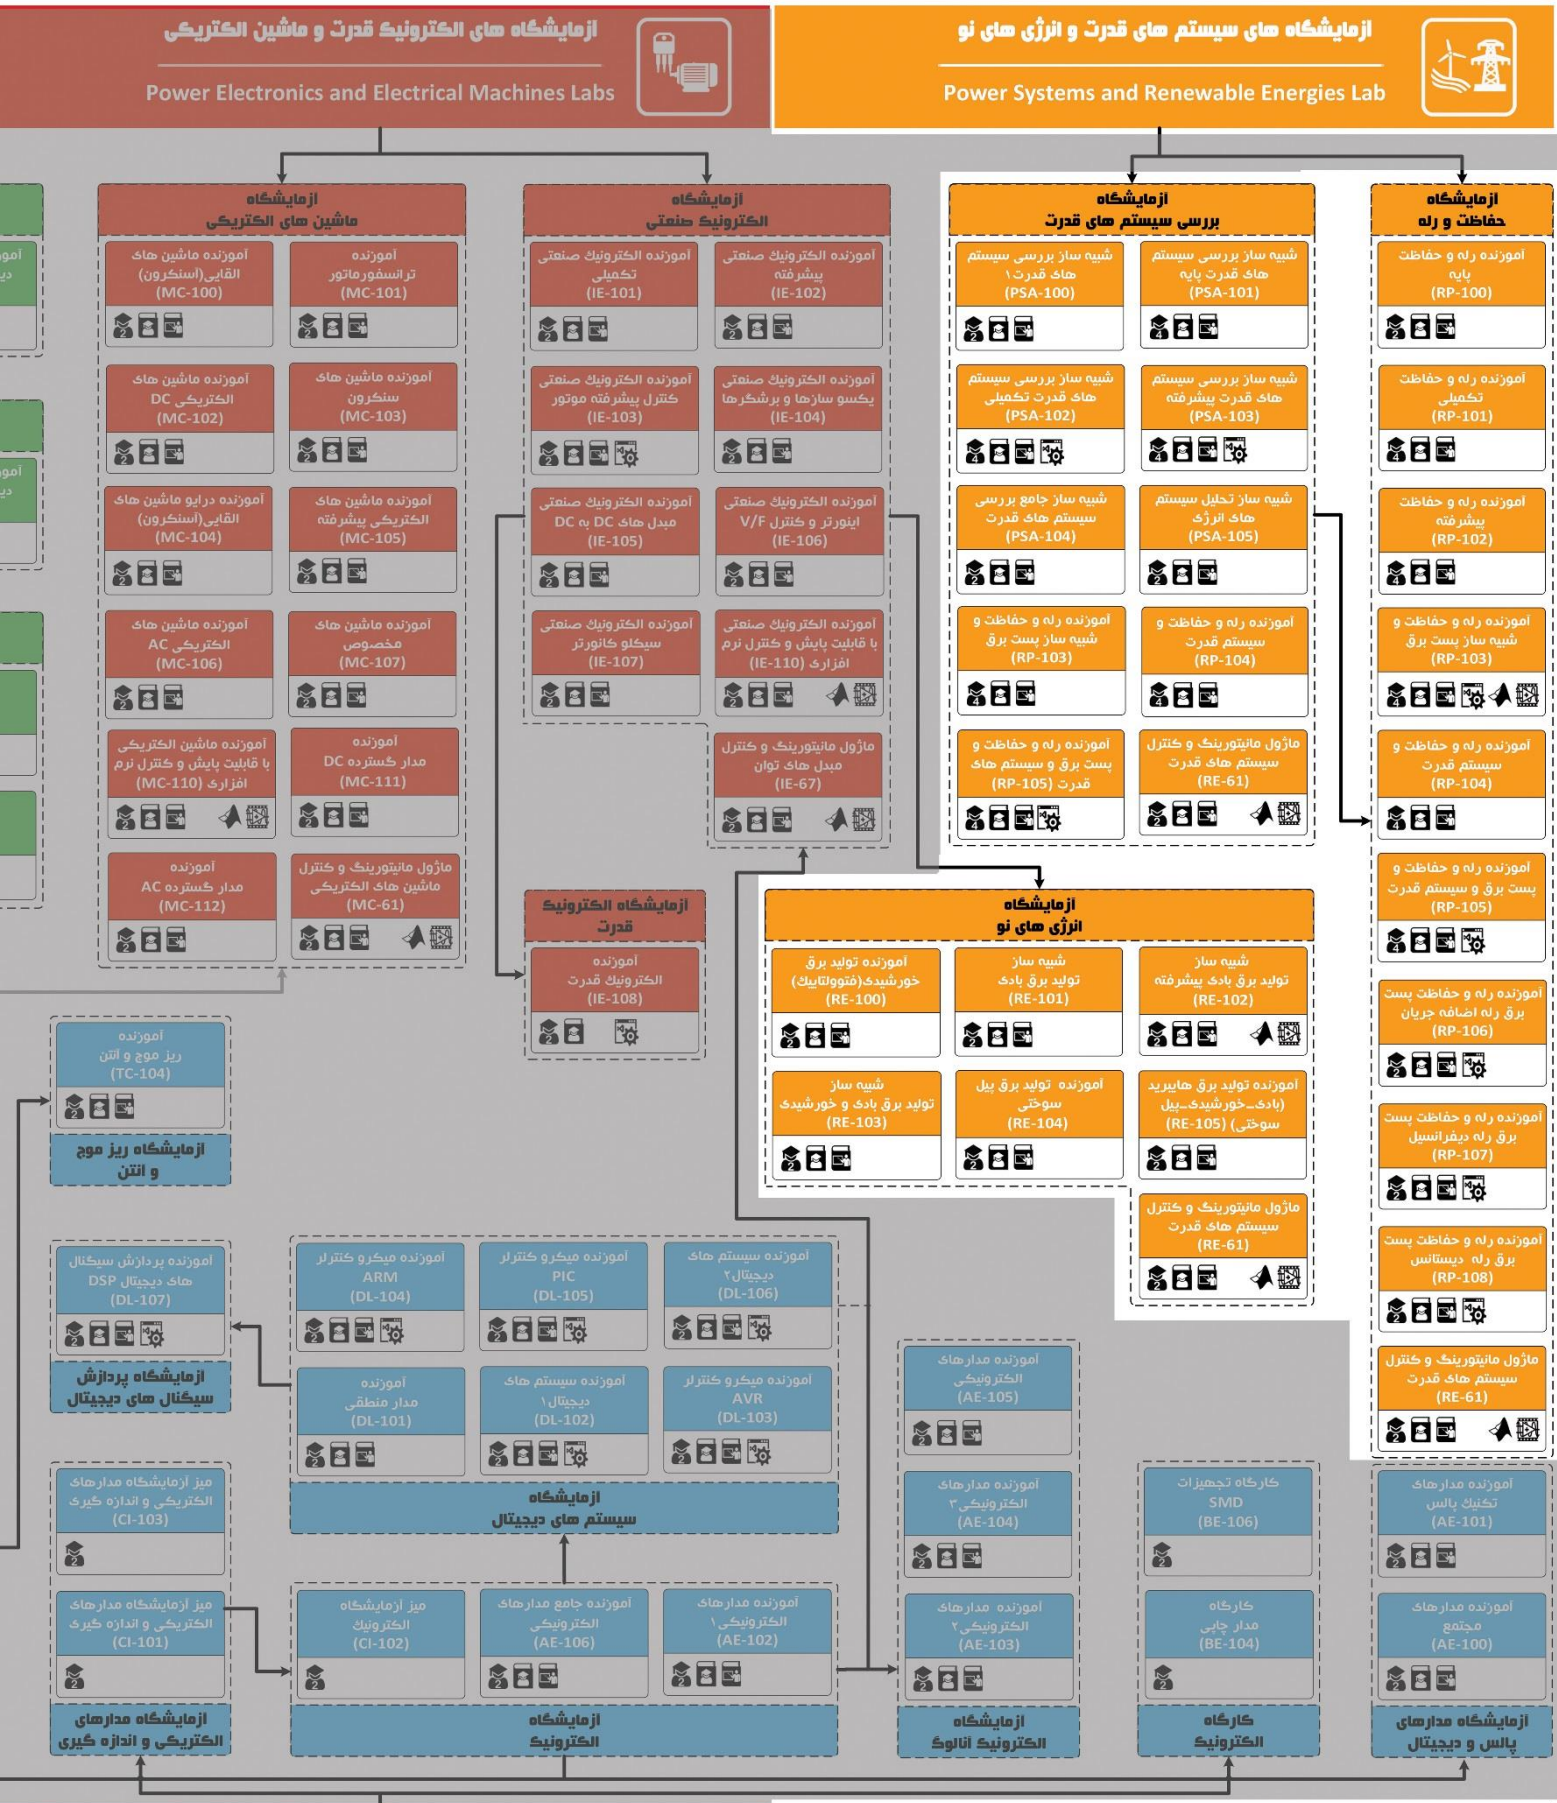 آزمایشگاه های سیستم های قدرت و انرژی های نو
Power Systems and Renewable Energies Lab
آزمایشگاه های الکترونیک قدرت و ماشین الکتریکی
Power Electronics and Electrical Machines Labs
آزمایشگاه
حفاظت و رله
آموزنده رله و حفاظت
پایه
(RP-100)
آموزنده رله و حفاظت
تکمیلی
(RP-101)
آموزنده رله و حفاظت
پیشرفته
(RP-102)
آموزنده رله و حفاظت و
شبیه ساز پست برق
(RP-103)
آموزنده رله و حفاظت و
سیستم قدرت
(RP-104)
آموزنده رله و حفاظت و
پست برق و سیستم قدرت
(RP-105)
آموزنده رله و حفاظت پست
برق رله اضافه جریان
(RP-106)
آموزنده رله و حفاظت پست
برق رله دیفرانسیل
(RP-107)
آموزنده رله و حفاظت پست
برق رله دیستانس
(RP-108)
ماژول مانیتورینگ و کنترل
سیستم های قدرت
(RE-61)
آزمایشگاه
بررسی سیستم های قدرت
شبیه ساز بررسی سیستم
های قدرت پایه
(PSA-101)
شبیه ساز بررسی سیستم
های قدرت۱
(PSA-100)
شبیه ساز بررسی سیستم
های قدرت پیشرفته
(PSA-103)
شبیه ساز بررسی سیستم
های قدرت تکمیلی
(PSA-102)
شبیه ساز تحلیل سیستم
های انرژی
(PSA-105)
شبیه ساز جامع بررسی
سیستم های قدرت
(PSA-104)
آموزنده رله و حفاظت و
سیستم قدرت
(RP-104)
آموزنده رله و حفاظت و
شبیه ساز پست برق
(RP-103)
ماژول مانیتورینگ و کنترل
سیستم های قدرت
(RE-61)
آموزنده رله و حفاظت و
پست برق و سیستم های
قدرت (RP-105)
آزمایشگاه
انرژی های نو
شبیه ساز
تولید برق بادی پیشرفته
(RE-102)
شبیه ساز
تولید برق بادی
(RE-101)
آموزنده تولید برق
خورشیدی(فتوولتاییک)
(RE-100)
آموزنده تولید برق هایبرید
(بادی_خورشیدی_پیل
سوختی) (RE-105)
آموزنده تولید برق پیل
سوختی
(RE-104)
شبیه ساز
تولید برق بادی و خورشیدی
(RE-103)
ماژول مانیتورینگ و کنترل
سیستم های قدرت
(RE-61)
آزمایشگاه
الکترونیک صنعتی
آموزنده الکترونیک صنعتی
پیشرفته
(IE-102)
آموزنده الکترونیک صنعتی
تکمیلی
(IE-101)
آموزنده الکترونیک صنعتی
یکسو سازها و برشگرها
(IE-104)
آموزنده الکترونیک صنعتی
کنترل پیشرفته موتور
(IE-103)
آموزنده الکترونیک صنعتی
اینورتر و کنترل V/F
(IE-106)
آموزنده الکترونیک صنعتی
مبدل های DC به DC
(IE-105)
آموزنده الکترونیک صنعتی
با قابلیت پایش و کنترل نرم
افزاری (IE-110)
آموزنده الکترونیک صنعتی
سیکلو کانورتر
(IE-107)
ماژول مانیتورینگ و کنترل
مبدل های توان
(IE-67)
آزمایشگاه الکترونیک
قدرت
آموزنده
الکترونیک قدرت
(IE-108)
آزمایشگاه
ماشین های الکتریکی
آموزنده
ترانسفورماتور
(MC-101)
آموزنده ماشین های
القایی(آسنکرون)
(MC-100)
آموزنده ماشین های
سنکرون
(MC-103)
آموزنده ماشین های
الکتریکی DC
(MC-102)
آموزنده ماشین های
الکتریکی پیشرفته
(MC-105)
آموزنده درایو ماشین های
القایی(آسنکرون)
(MC-104)
آموزنده ماشین های
مخصوص
(MC-107)
آموزنده ماشین های
الکتریکی AC
(MC-106)
آموزنده
مدار گسترده DC
(MC-111)
آموزنده ماشین الکتریکی
با قابلیت پایش و کنترل نرم
افزاری (MC-110)
ماژول مانیتورینگ و کنترل
ماشین های الکتریکی
(MC-61)
آموزنده
مدار گسترده AC
(MC-112)
آموزنده
ریز موج و آنتن
(TC-104)
آزمایشگاه ریز موج
و آنتن
آموزنده سیستم های
دیجیتال۲
(DL-106)
آموزنده میکرو کنترلر
PIC
(DL-105)
آموزنده میکرو کنترلر
ARM
(DL-104)
آموزنده پردازش سیگنال
های دیجیتال DSP
(DL-107)
آزمایشگاه پردازش
سیگنال های دیجیتال
آموزنده میکرو کنترلر
AVR
(DL-103)
آموزنده سیستم های
دیجیتال۱
(DL-102)
آموزنده
مدار منطقی
(DL-101)
آزمایشگاه
سیستم های دیجیتال
میز آزمایشگاه مدارهای
الکتریکی و اندازه گیری
(CI-103)
میز آزمایشگاه مدارهای
الکتریکی و اندازه گیری
(CI-101)
آزمایشگاه مدارهای
الکتریکی و اندازه گیری
آموزنده مدارهای
الکترونیکی۱
(AE-102)
آموزنده جامع مدارهای
الکترونیکی
(AE-106)
میز آزمایشگاه
الکترونیک
(CI-102)
آزمایشگاه
الکترونیک
آموزنده مدارهای
الکترونیکی
(AE-105)
آموزنده مدارهای
الکترونیکی۳
(AE-104)
آموزنده مدارهای
الکترونیکی۲
(AE-103)
آزمایشگاه
الکترونیک آنالوگ
کارگاه تجهیزات
SMD
(BE-106)
کارگاه
مدار چاپی
(BE-104)
کارگاه
الکترونیک
آموزنده مدارهای
تکنیک پالس
(AE-101)
آموزنده مدارهای
مجتمع
(AE-100)
آزمایشگاه مدارهای
پالس و دیجیتال